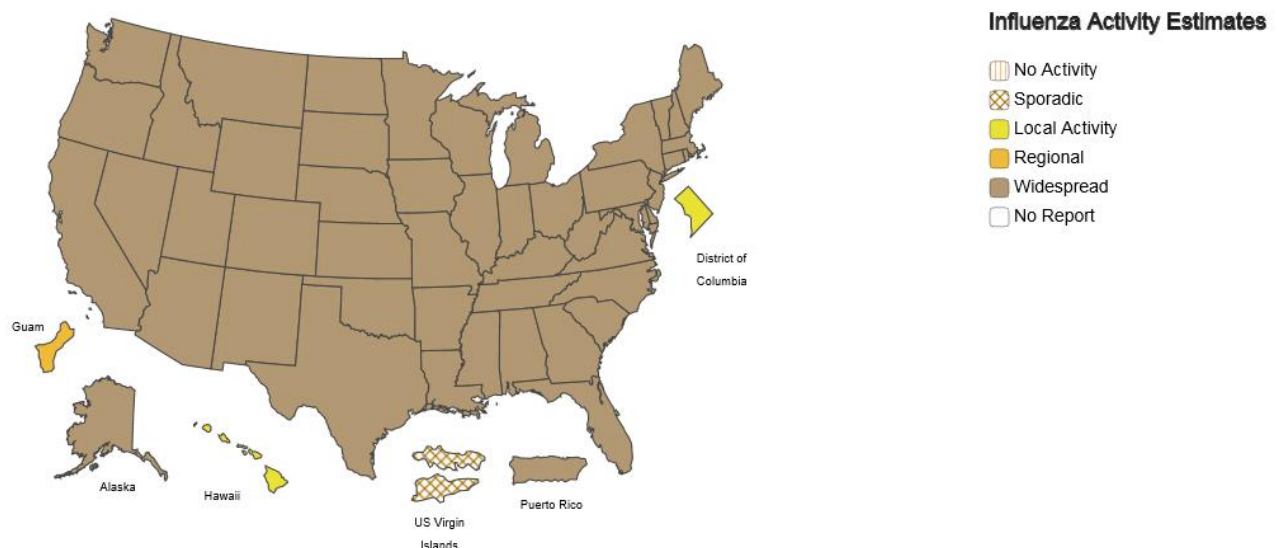 Influenza Activity Estimates
No Activity
Sporadic
Local Activity
Regional
Widespread
No Report
District of
Columbia
Guam
Alaska
Hawaii
US Virgin
Islands
Puerto Rico